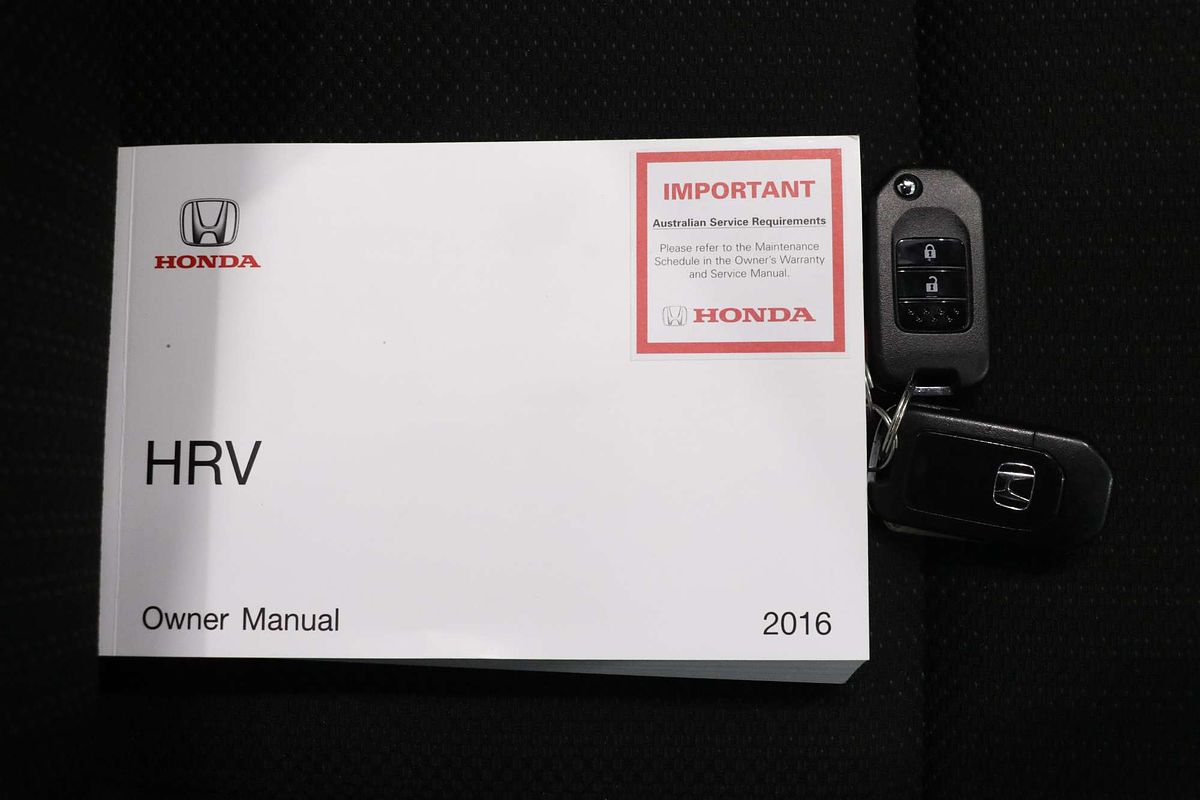 HONDA
IMPORTANT
Australian Service Requirements
Please refer to the Maintenance
Schedule in the Owner's Warranty
and Service Manual.
HONDA
HRV
Owner Manual
2016